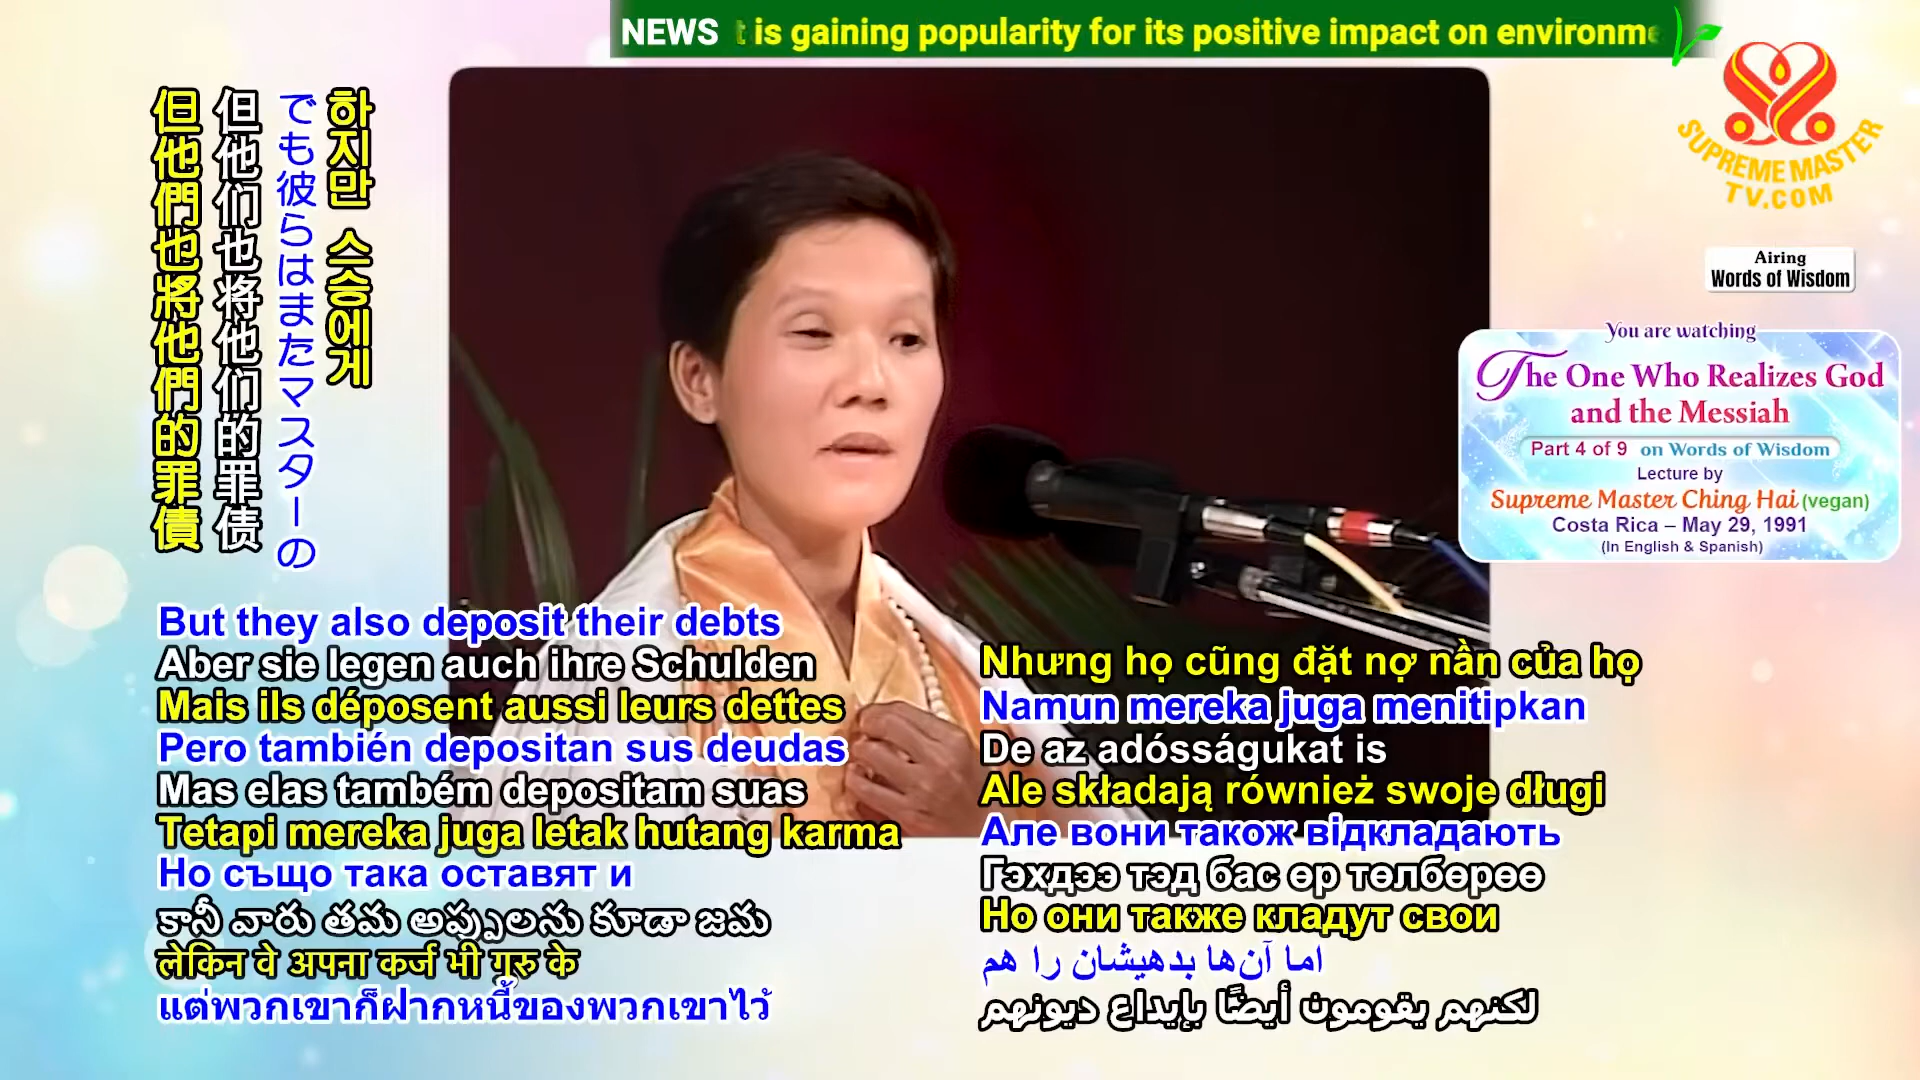 NEWS is gaining popularity for its positive impact on
SUPREME MASTER
TV.COM
Airing
Words of Wisdom
You are watching
The One Who Realizes God
and the Messiah
Part 4 of 9 on Words of Wisdom
Lecture by
Supreme Master Ching Hai (vegan)
Costa Rica – May 29, 1991
(In English & Spanish)
하지만 스승에게
でも彼らはまたマスターの
但他们也将他们的罪债
但他們也將他們的罪債
But they also deposit their debts
Aber sie legen auch ihre Schulden
Mais ils déposent aussi leurs dettes
Pero también depositan sus deudas
Mas elas também depositam suas
Tetapi mereka juga letak hutang karma
Но също така оставят и
కానీ వారు తమ అప్పులను కూడా జమ
लेकिन वे अपना कर्ज भी गुरु के
แต่พวกเขาก็ฝากหนี้ของพวกเขาไว้
Nhưng họ cũng đặt nợ nần của họ
Namun mereka juga menitipkan
De az adósságukat is
Ale składają również swoje długi
Але вони також відкладають
Гэхдээ тэд бас өр төлбөрөө
Но они также кладут свои
اما آن‌ها بدهیشان را هم
لكنهم يقومون أيضًا بإيداع ديونهم